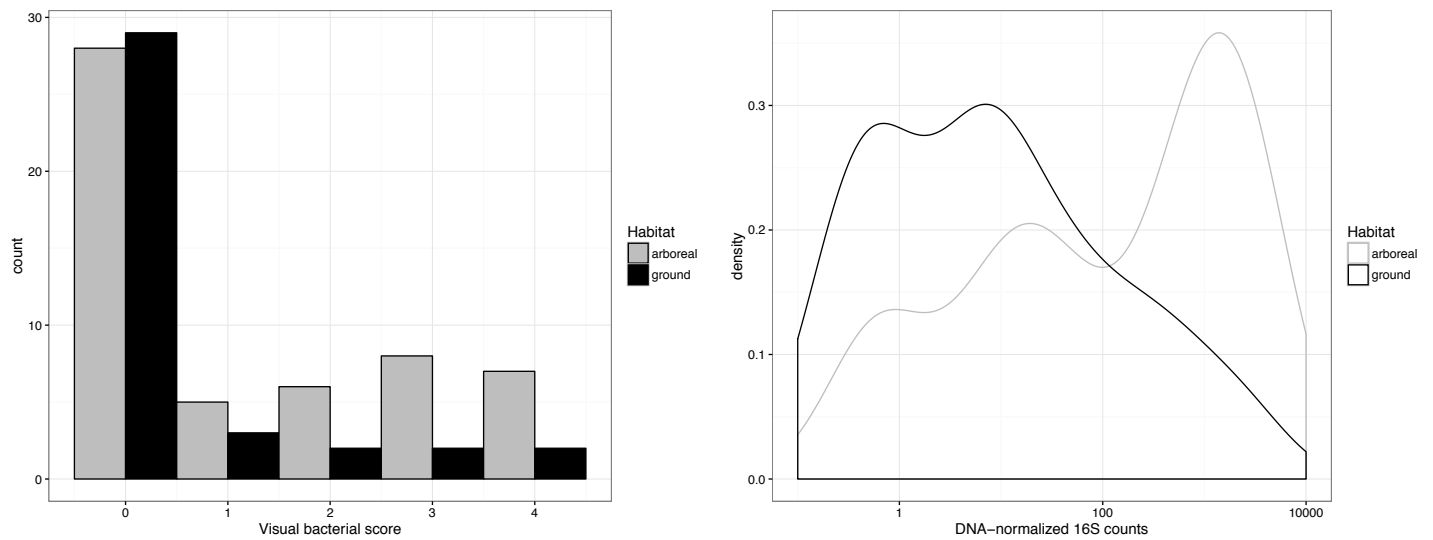 30
20
10
0
count
0 1 2 3 4
Visual bacterial score
Habitat
arboreal
ground
0.3
0.2
0.1
0.0
density
1 100 10000
DNA−normalized 16S counts
Habitat
arboreal
ground